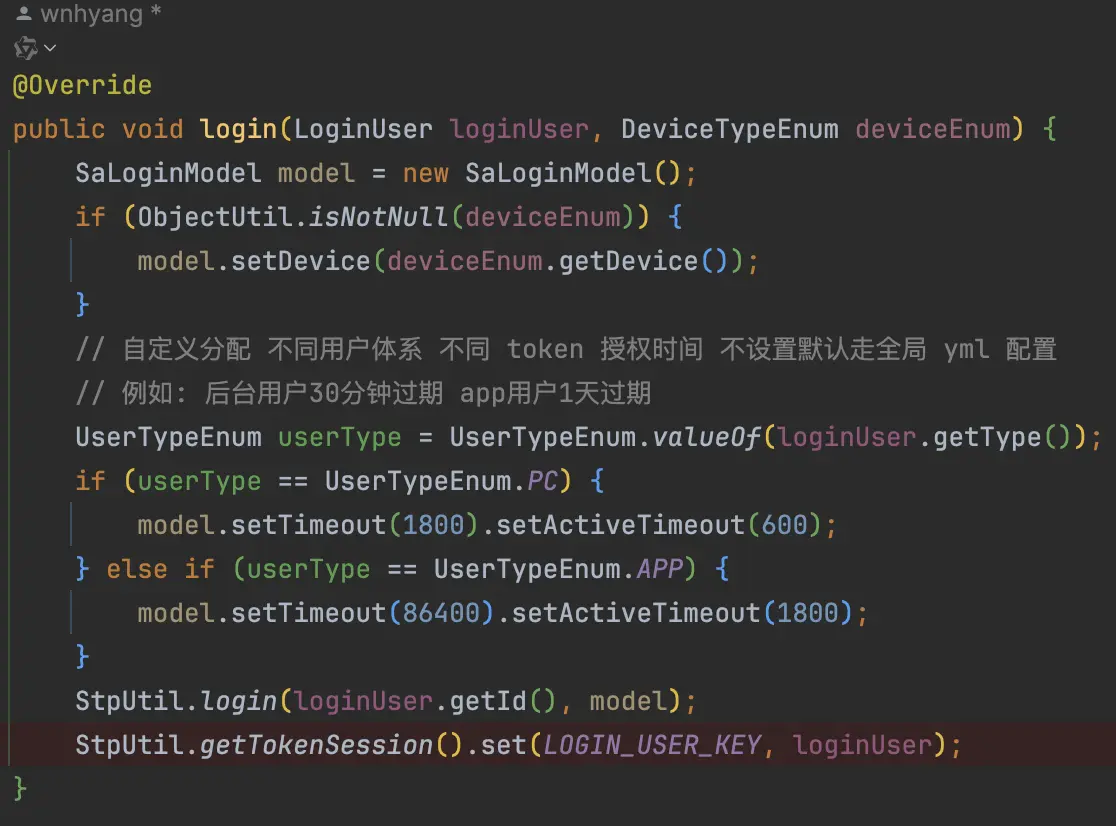 wnhyang *
@Override
public void login(LoginUser loginUser, DeviceTypeEnum deviceEnum) {
    SaLoginModel model = new SaLoginModel();
    if (ObjectUtil.isNotNull(deviceEnum)) {
        model.setDevice(deviceEnum.getDevice());
    }
    // 自定义分配 不同用户体系 不同 token 授权时间 不设置默认走全局 yml 配置
    // 例如: 后台用户30分钟过期 app用户1天过期
    UserTypeEnum userType = UserTypeEnum.valueOf(loginUser.getType());
    if (userType == UserTypeEnum.PC) {
        model.setTimeout(1800).setActiveTimeout(600);
    } else if (userType == UserTypeEnum.APP) {
        model.setTimeout(86400).setActiveTimeout(1800);
    }
    StpUtil.login(loginUser.getId(), model);
    StpUtil.getTokenSession().set(LOGIN_USER_KEY, loginUser);
}